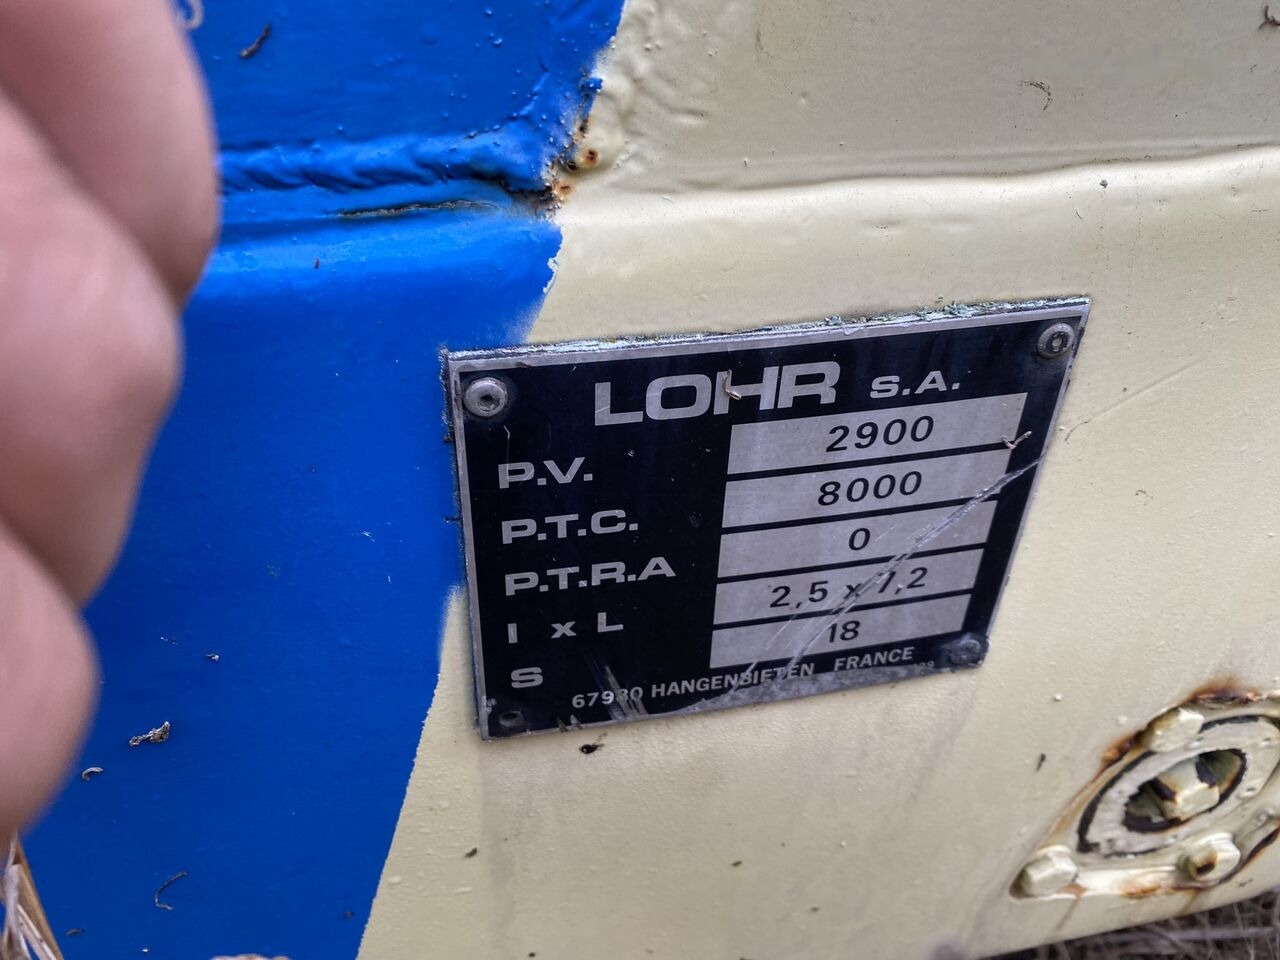 LOHR S.A.
P.V. 2900
P.T.C. 8000
P.T.R.A 0
l x L 2,5 x 7,2
S 18
67980 HANGENBIETEN FRANCE